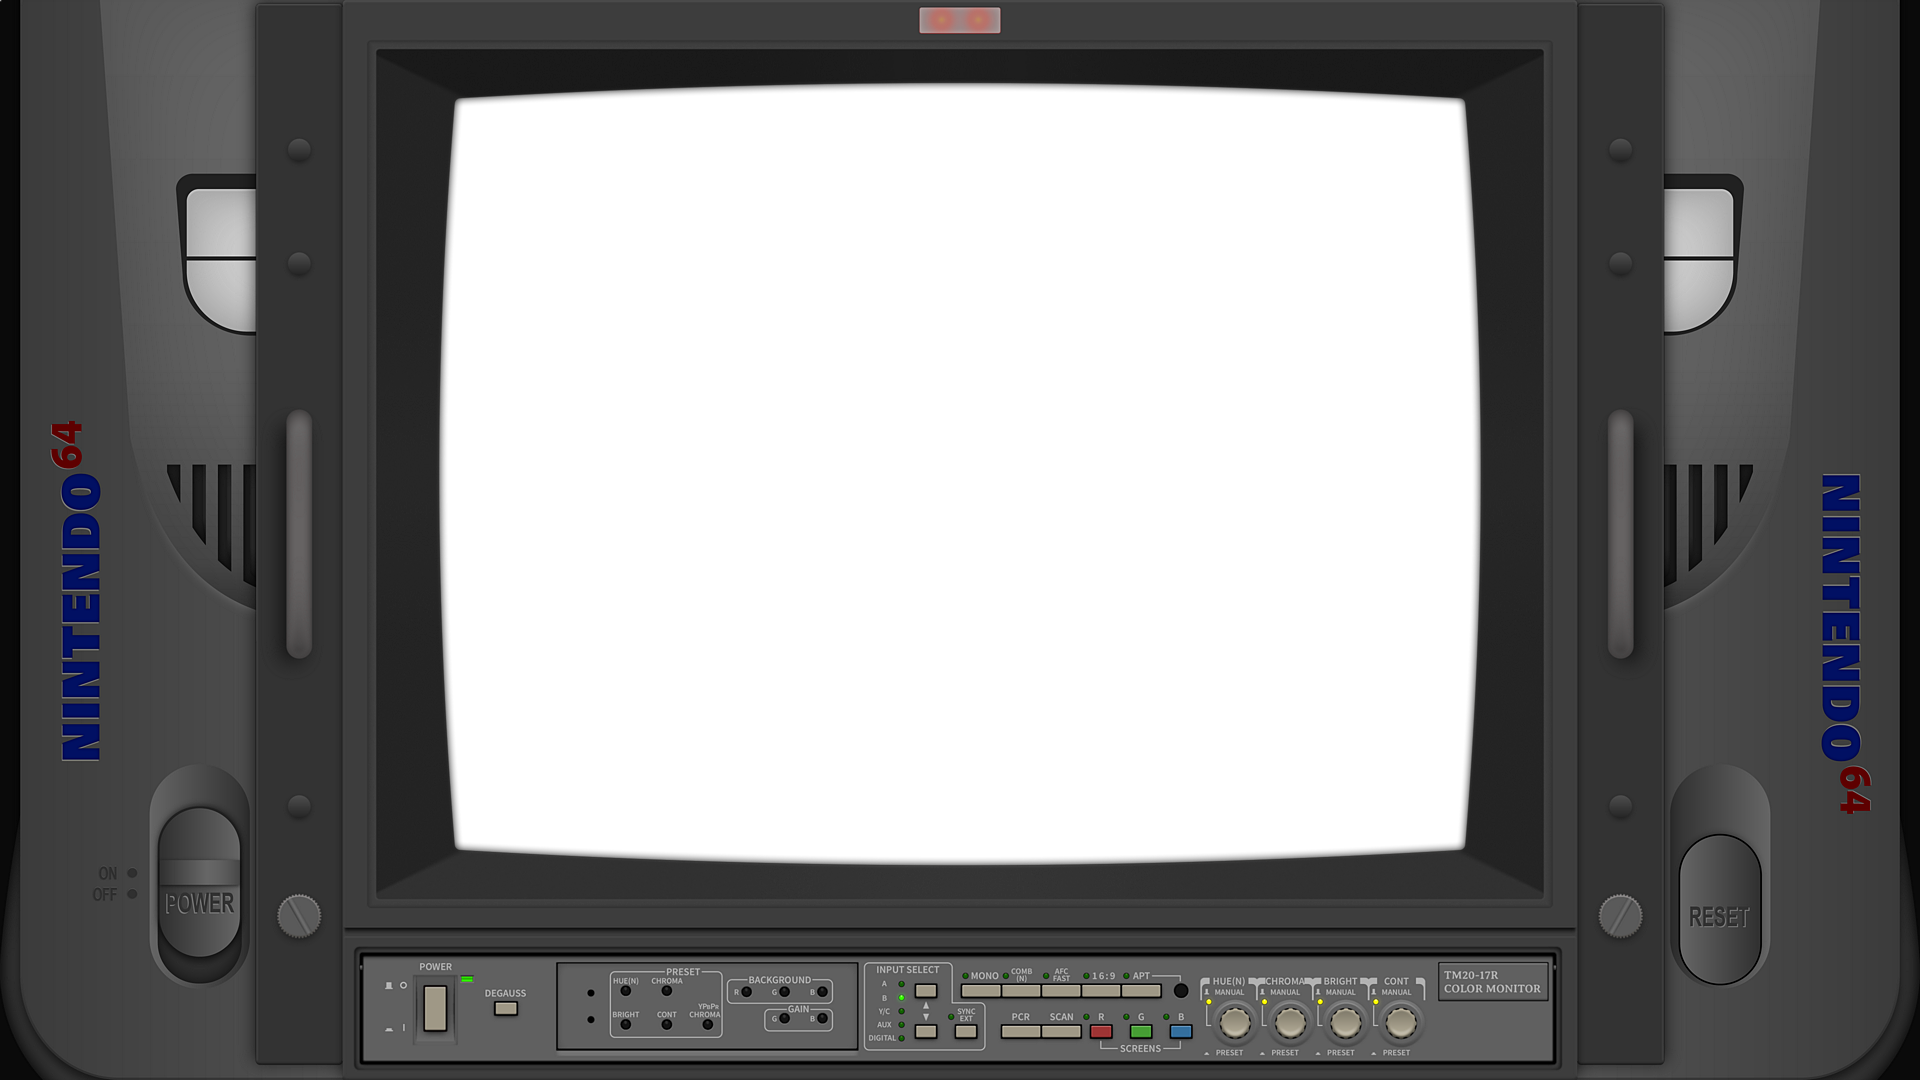 NINTENDO64
NINTENDO64
ON
OFF
POWER
RESET
POWER
DEGAUSS
PRESET
HUE(N)
CHROMA
BRIGHT
CONT
YPBPR
CHROMA
BACKGROUND
R
G
B
GAIN
G
B
INPUT SELECT
A
B
Y/C
AUX
DIGITAL
SYNC
EXT
MONO
COMB
(N)
AFC
FAST
16:9
APT
PCR
SCAN
R
G
B
SCREENS
HUE(N)
CHROMA
BRIGHT
CONT
MANUAL
MANUAL
MANUAL
MANUAL
PRESET
PRESET
PRESET
PRESET
TM20-17R
COLOR MONITOR